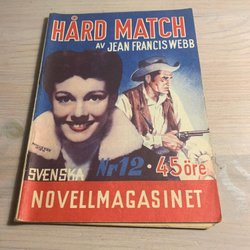 HÅRD MATCH
AV JEAN FRANCIS WEBB
SVENSKA
Nr 12 · 45 öre
NOVELLMAGASINET